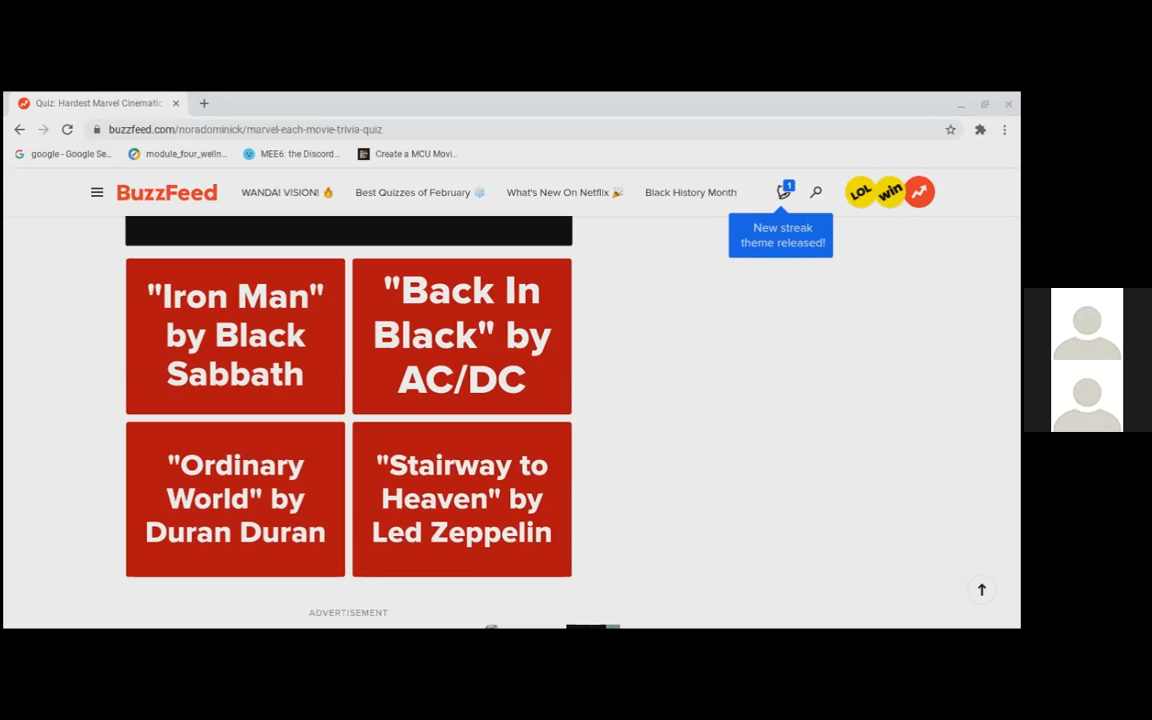 Quiz: Hardest Marvel Cinematic
buzzfeed.com/noradominick/marvel-each-movie-trivia-quiz
google - Google Se...
module_four_welln...
MEE6: the Discord...
Create a MCU Movi...
BuzzFeed
WANDA! VISION!
Best Quizzes of February
What's New On Netflix
Black History Month
1
LOL
win
New streak
theme released!
"Iron Man"
by Black
Sabbath
"Back In
Black" by
AC/DC
"Ordinary
World" by
Duran Duran
"Stairway to
Heaven" by
Led Zeppelin
ADVERTISEMENT